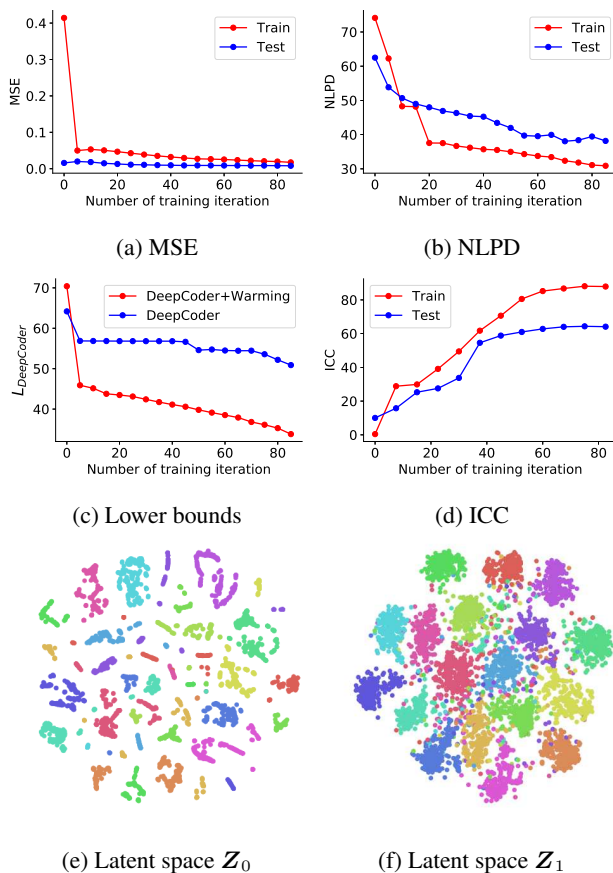 MSE
0.4
0.3
0.2
0.1
0.0
Train
Test
0 20 40 60 80
Number of training iteration
(a) MSE
NLPD
70
60
50
40
30
Train
Test
0 20 40 60 80
Number of training iteration
(b) NLPD
L_DeepCoder
70
60
50
40
DeepCoder+Warming
DeepCoder
0 20 40 60 80
Number of training iteration
(c) Lower bounds
ICC
80
60
40
20
0
Train
Test
0 20 40 60 80
Number of training iteration
(d) ICC
(e) Latent space Z₀
(f) Latent space Z₁